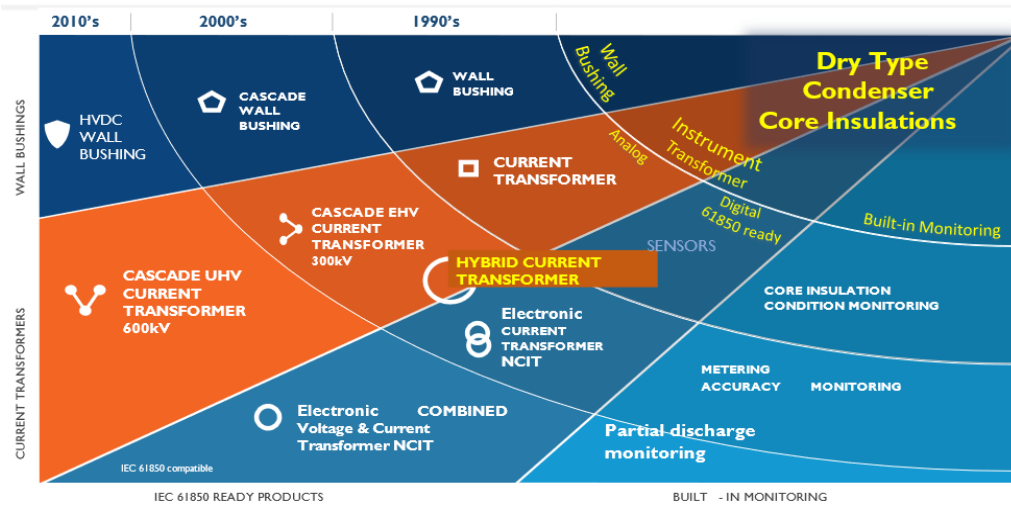 2010's
2000's
1990's
WALL BUSHINGS
CURRENT TRANSFORMERS
HVDC
WALL
BUSHING
CASCADE
WALL
BUSHING
WALL
BUSHING
Wall
Bushing
Dry Type
Condenser
Core Insulations
CASCADE UHV
CURRENT
TRANSFORMER
600kV
CASCADE EHV
CURRENT
TRANSFORMER
300kV
CURRENT
TRANSFORMER
Analog
Instrument
Transformer
HYBRID CURRENT
TRANSFORMER
Digital
61850 ready
SENSORS
Built-in Monitoring
Electronic
CURRENT
TRANSFORMER
NCIT
Electronic COMBINED
Voltage & Current
Transformer NCIT
IEC 61850 compatible
CORE INSULATION
CONDITION MONITORING
METERING
ACCURACY MONITORING
Partial discharge
monitoring
IEC 61850 READY PRODUCTS
BUILT - IN MONITORING